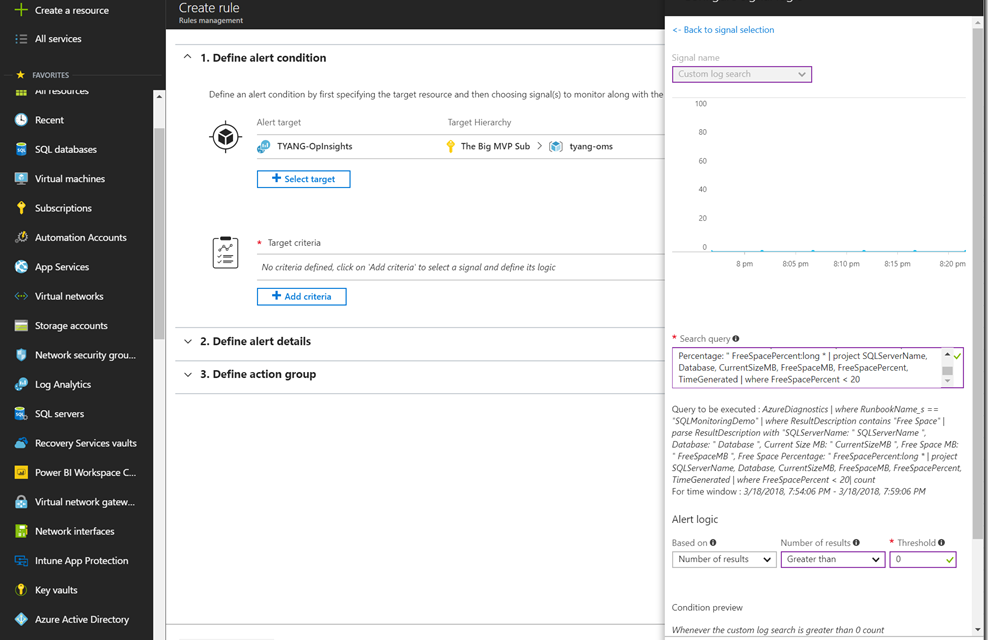 Create a resource
All services
FAVORITES
All resources
Recent
SQL databases
Virtual machines
Subscriptions
Automation Accounts
App Services
Virtual networks
Storage accounts
Network security grou...
Log Analytics
SQL servers
Recovery Services vaults
Power BI Workspace C...
Virtual network gatew...
Network interfaces
Intune App Protection
Key vaults
Azure Active Directory
Create rule
Rules management
1. Define alert condition
Define an alert condition by first specifying the target resource and then choosing signal(s) to monitor along with the
Alert target
Target Hierarchy
TYANG-OpInsights
The Big MVP Sub > tyang-oms
+ Select target
* Target criteria
No criteria defined, click on 'Add criteria' to select a signal and define its logic
+ Add criteria
2. Define alert details
3. Define action group
<- Back to signal selection
Signal name
Custom log search
100
80
60
40
20
0
8 pm 8:05 pm 8:10 pm 8:15 pm 8:20 pm
* Search query
Percentage: " FreeSpacePercent:long * | project SQLServerName,
Database, CurrentSizeMB, FreeSpaceMB, FreeSpacePercent,
TimeGenerated | where FreeSpacePercent < 20
Query to be executed : AzureDiagnostics | where RunbookName_s ==
"SQLMonitoringDemo" | where ResultDescription contains "Free Space" |
parse ResultDescription with "SQLServerName: " SQLServerName ",
Database: " Database ", Current Size MB: " CurrentSizeMB ", Free Space MB:
" FreeSpaceMB ", Free Space Percentage: " FreeSpacePercent:long * | project
SQLServerName, Database, CurrentSizeMB, FreeSpaceMB, FreeSpacePercent,
TimeGenerated | where FreeSpacePercent < 20| count
For time window : 3/18/2018, 7:54:06 PM - 3/18/2018, 7:59:06 PM
Alert logic
Based on
Number of results
* Threshold
Number of results
Greater than
0
Condition preview
Whenever the custom log search is greater than 0 count